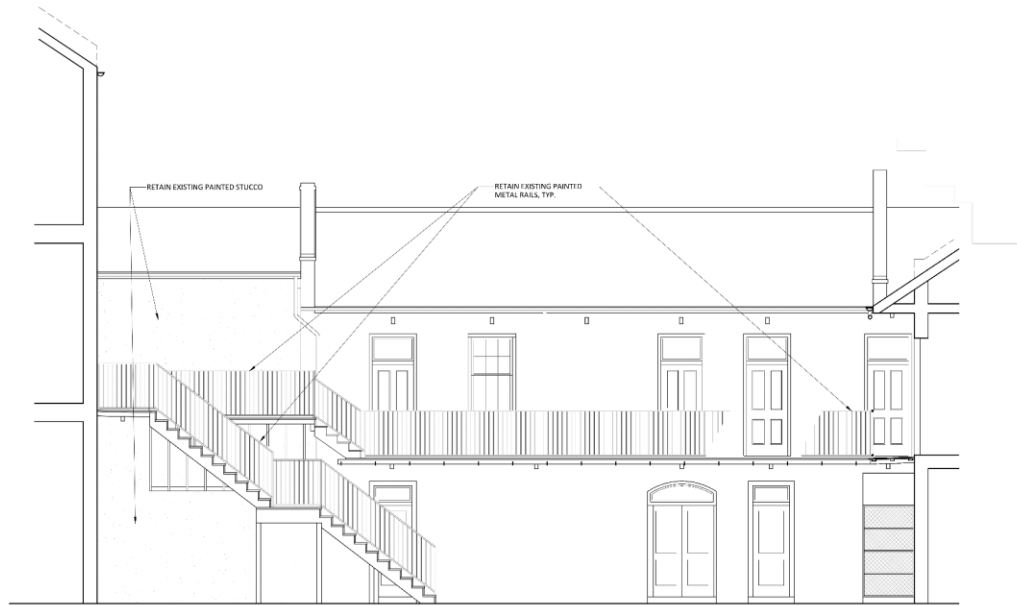 RETAIN EXISTING PAINTED STUCCO
RETAIN EXISTING PAINTED
METAL RAILS, TYP.